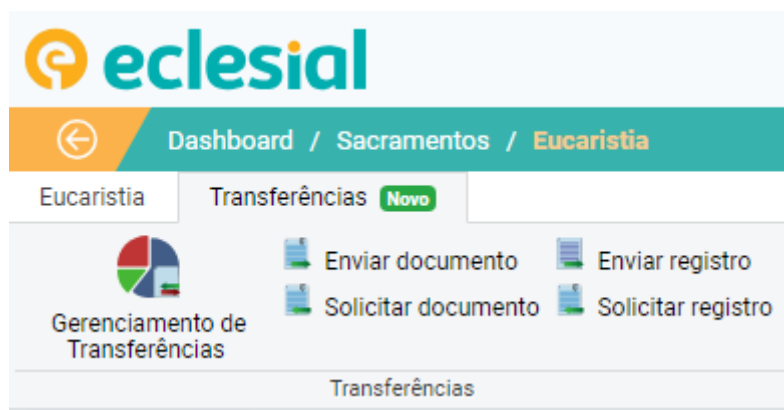 eclesial
Dashboard / Sacramentos / Eucaristia
Eucaristia Transferências Novo
Gerenciamento de
Transferências
Enviar documento Enviar registro
Solicitar documento Solicitar registro
Transferências